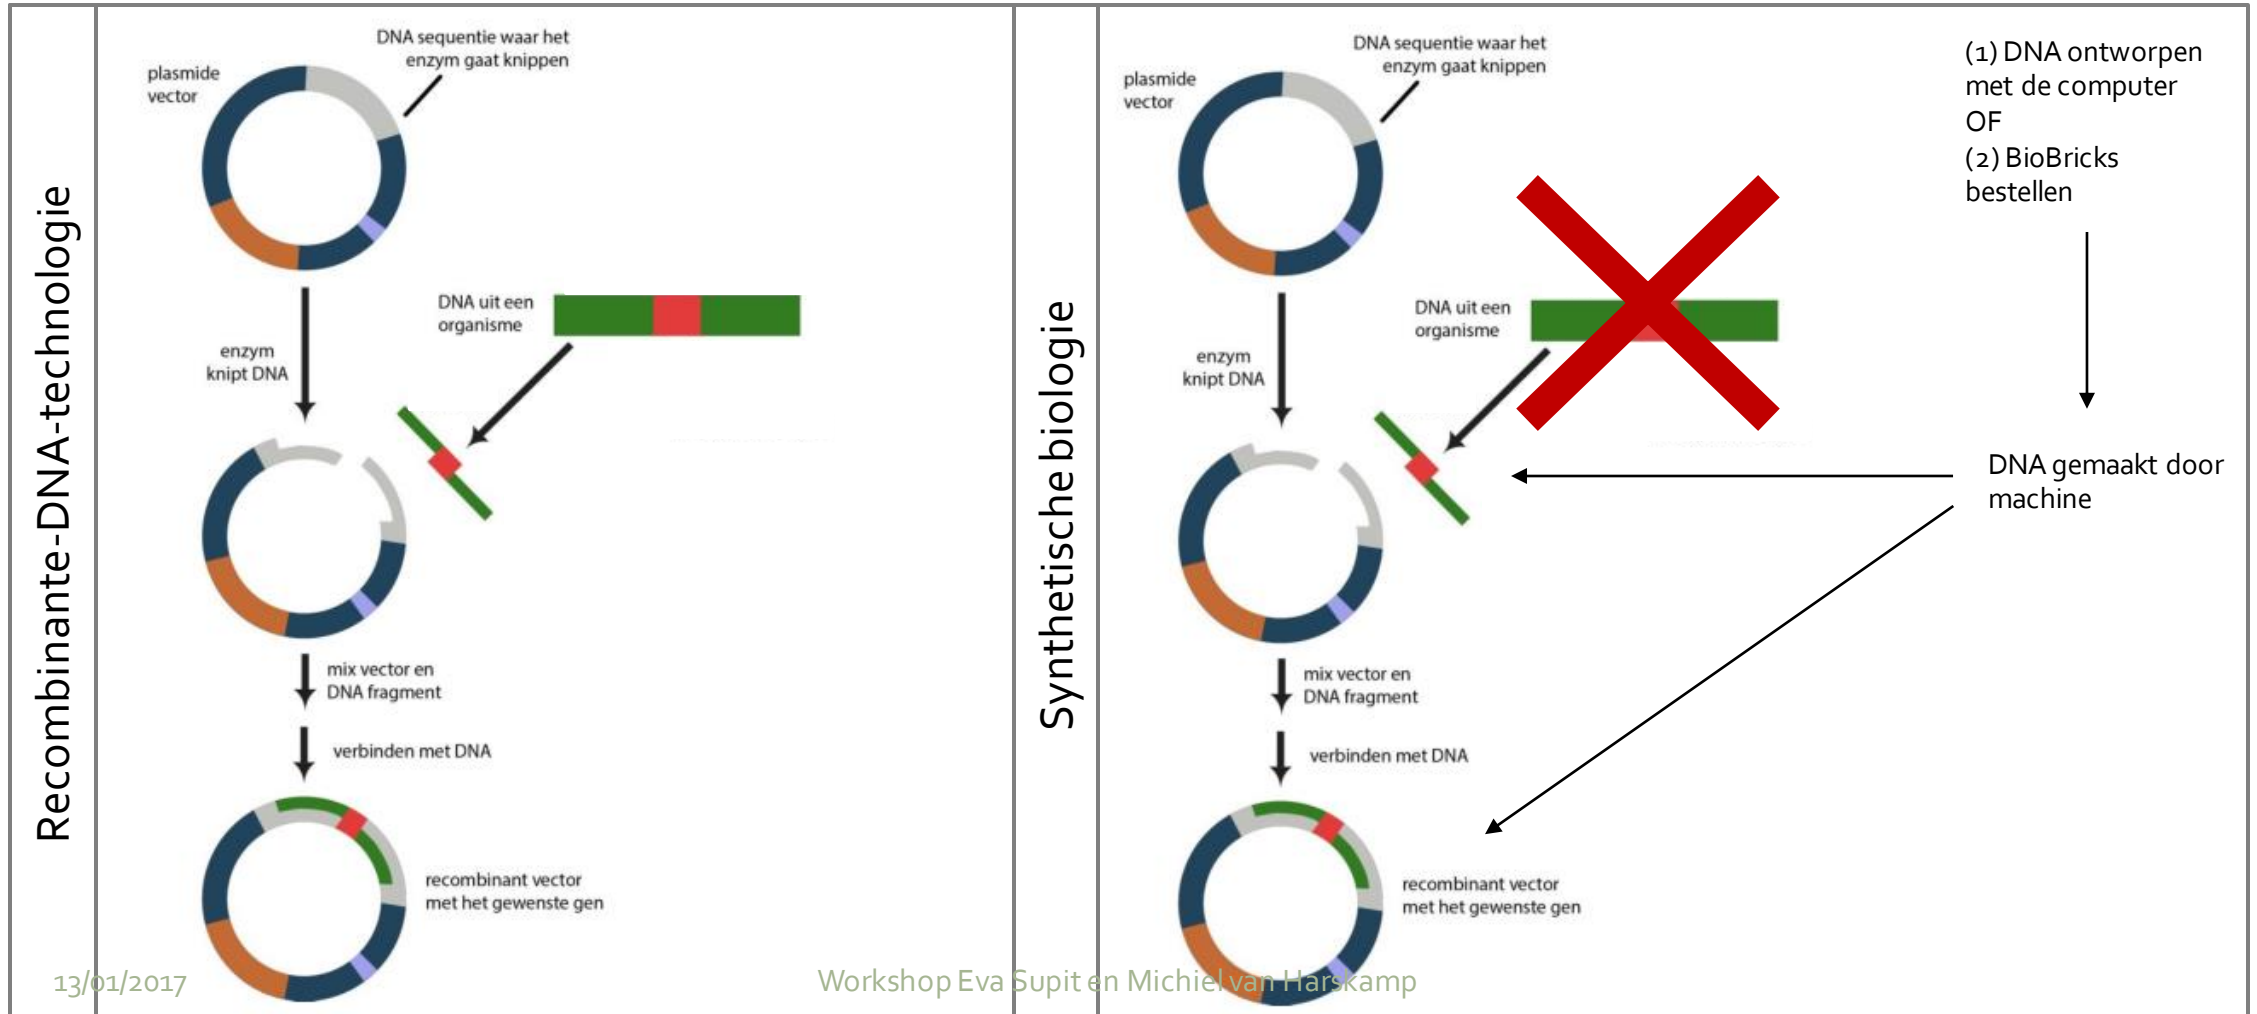 Recombinante-DNA-technologie
plasmide
vector
DNA sequentie waar het
enzym gaat knippen
DNA uit een
organisme
enzym
knipt DNA
mix vector en
DNA fragment
verbinden met DNA
recombinant vector
met het gewenste gen
Synthetische biologie
plasmide
vector
DNA sequentie waar het
enzym gaat knippen
DNA uit een
organisme
enzym
knipt DNA
mix vector en
DNA fragment
verbinden met DNA
recombinant vector
met het gewenste gen
(1) DNA ontworpen
met de computer
OF
(2) BioBricks
bestellen
DNA gemaakt door
machine
13/01/2017
Workshop Eva Supit en Michiel van Harskamp